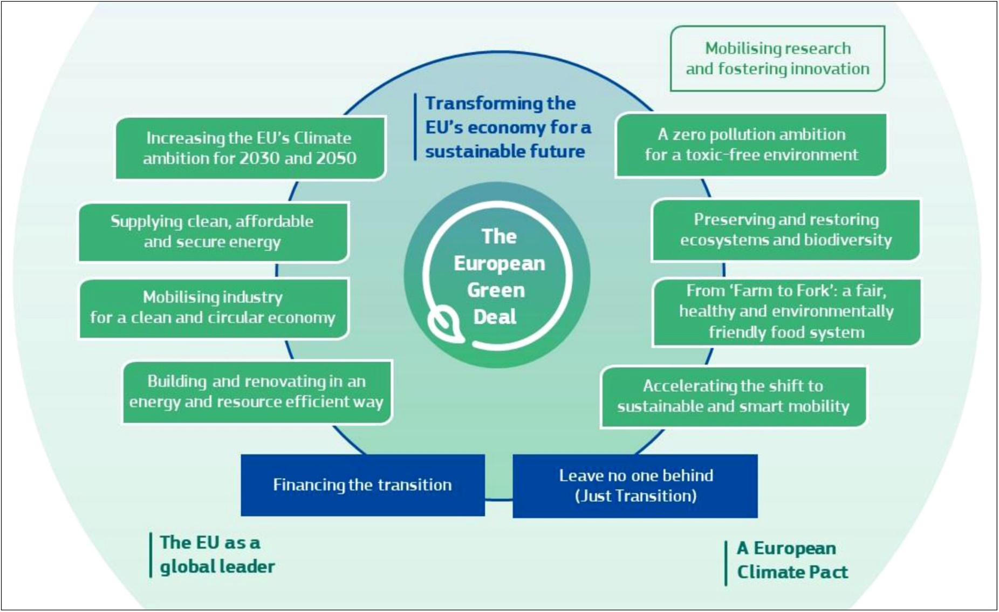 Mobilising research
and fostering innovation
Transforming the
EU's economy for a
sustainable future
Increasing the EU's Climate
ambition for 2030 and 2050
A zero pollution ambition
for a toxic-free environment
Supplying clean, affordable
and secure energy
Preserving and restoring
ecosystems and biodiversity
The
European
Green
Deal
Mobilising industry
for a clean and circular economy
From ‘Farm to Fork’: a fair,
healthy and environmentally
friendly food system
Building and renovating in an
energy and resource efficient way
Accelerating the shift to
sustainable and smart mobility
Financing the transition
Leave no one behind
(Just Transition)
The EU as a
global leader
A European
Climate Pact